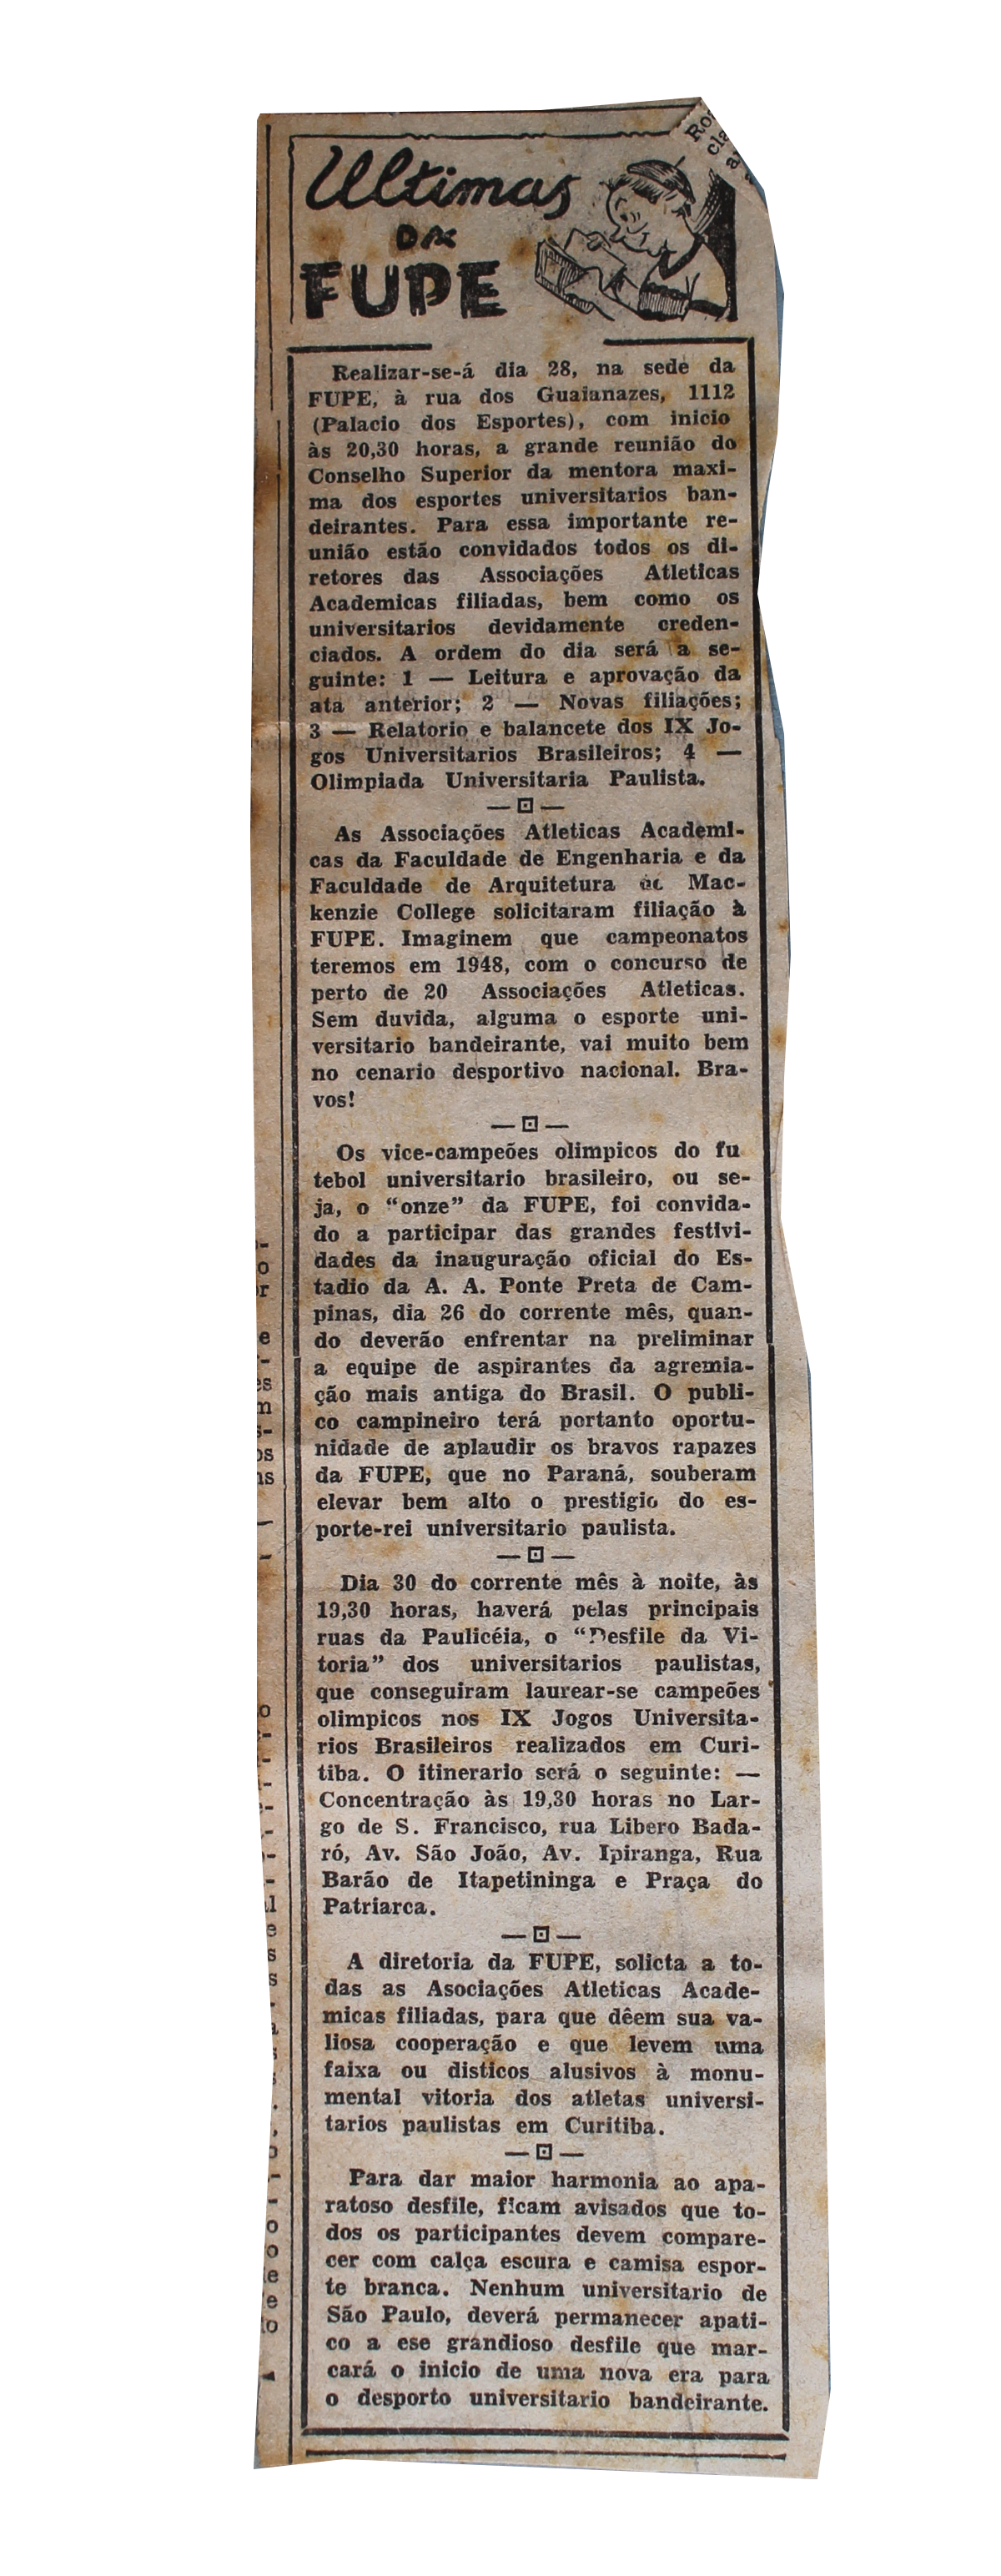 Ultimas
DA
FUPE
Realizar-se-á dia 28, na sede da
FUPE, à rua dos Guaianazes, 1112
(Palacio dos Esportes), com inicio
às 20,30 horas, a grande reunião do
Conselho Superior da mentora maxi-
ma dos esportes universitarios ban-
deirantes. Para essa importante re-
união estão convidados todos os di-
retores das Associações Atleticas
Academicas filiadas, bem como os
universitarios devidamente creden-
ciados. A ordem do dia será a se-
guinte: 1 — Leitura e aprovação da
ata anterior; 2 — Novas filiações;
3 — Relatorio e balancete dos IX Jo-
gos Universitarios Brasileiros; 4 —
Olimpiada Universitaria Paulista.
As Associações Atleticas Academi-
cas da Faculdade de Engenharia e da
Faculdade de Arquitetura Mac-
kenzie College solicitaram filiação à
FUPE. Imaginem que campeonatos
teremos em 1948, com o concurso de
perto de 20 Associações Atleticas.
Sem duvida, alguma o esporte uni-
versitario bandeirante, vai muito bem
no cenario desportivo nacional. Bra-
vos!
Os vice-campeões olimpicos do fu
tebol universitario brasileiro, ou se-
ja, o “onze” da FUPE, foi convida-
do a participar das grandes festivi-
dades da inauguração oficial do Es-
tadio da A. A. Ponte Preta de Cam-
pinas, dia 26 do corrente mês, quan-
do deverão enfrentar na preliminar
a equipe de aspirantes da agremia-
ção mais antiga do Brasil. O publi-
co campineiro terá portanto oportu-
nidade de aplaudir os bravos rapazes
da FUPE, que no Paraná, souberam
elevar bem alto o prestigio do es-
porte-rei universitario paulista.
Dia 30 do corrente mês à noite, às
19,30 horas, haverá pelas principais
ruas da Paulicéia, o “Desfile da Vi-
toria” dos universitarios paulistas,
que conseguiram laurear-se campeões
olimpicos nos IX Jogos Universita-
rios Brasileiros realizados em Curi-
tiba. O itinerario será o seguinte: —
Concentração às 19,30 horas no Lar-
go de S. Francisco, rua Libero Bada-
ró, Av. São João, Av. Ipiranga, Rua
Barão de Itapetininga e Praça do
Patriarca.
A diretoria da FUPE, solicta a to-
das as Asociações Atleticas Acade-
micas filiadas, para que dêem sua va-
liosa cooperação e que levem uma
faixa ou disticos alusivos à monu-
mental vitoria dos atletas universi-
tarios paulistas em Curitiba.
Para dar maior harmonia ao apa-
ratoso desfile, ficam avisados que to-
dos os participantes devem compare-
cer com calça escura e camisa espor-
te branca. Nenhum universitario de
São Paulo, deverá permanecer apati-
co a ese grandioso desfile que mar-
cará o inicio de uma nova era para
o desporto universitario bandeirante.